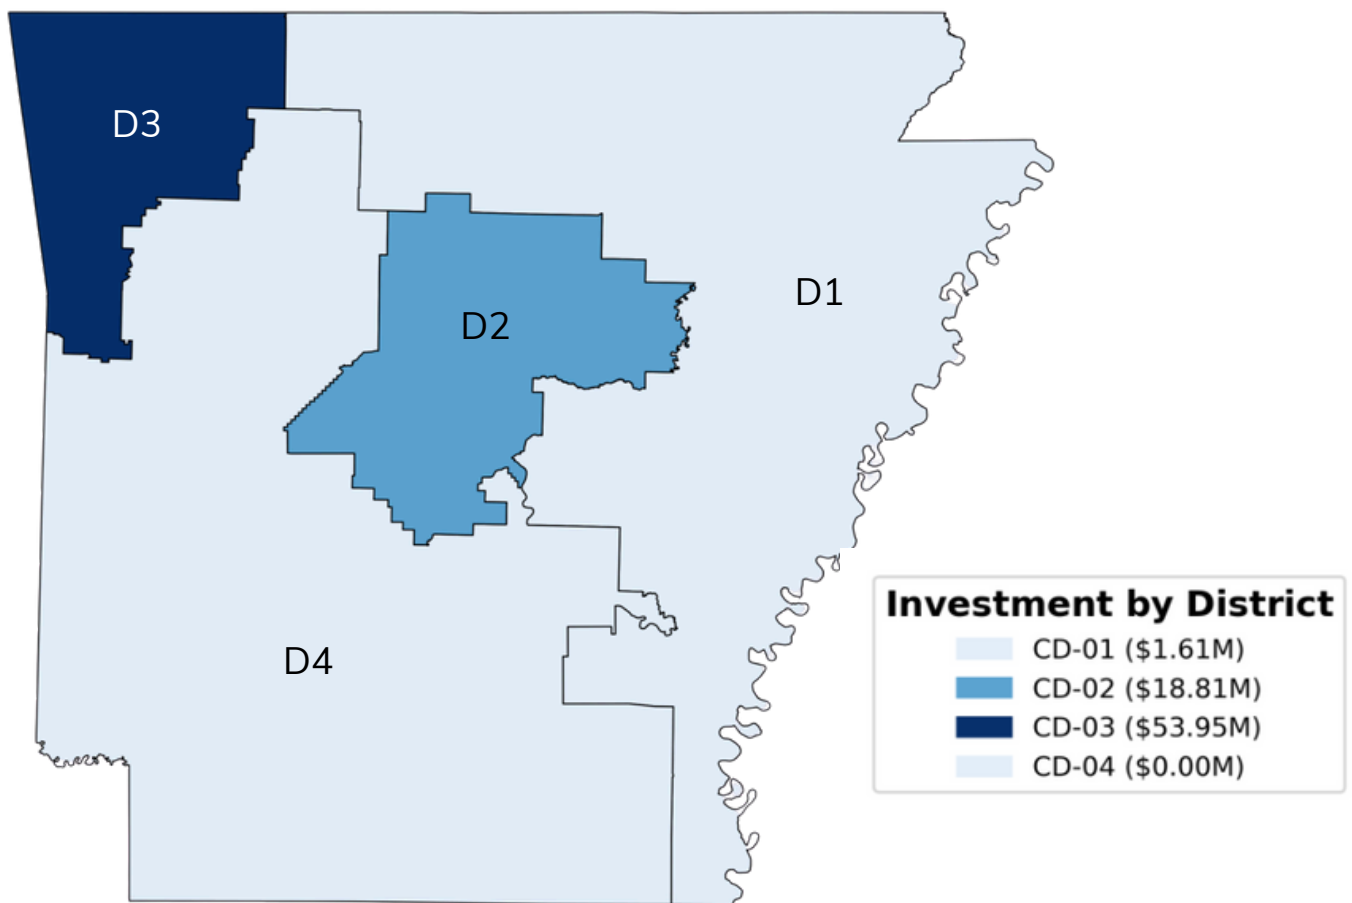 D3
D1
D2
D4
Investment by District
CD-01 ($1.61M)
CD-02 ($18.81M)
CD-03 ($53.95M)
CD-04 ($0.00M)